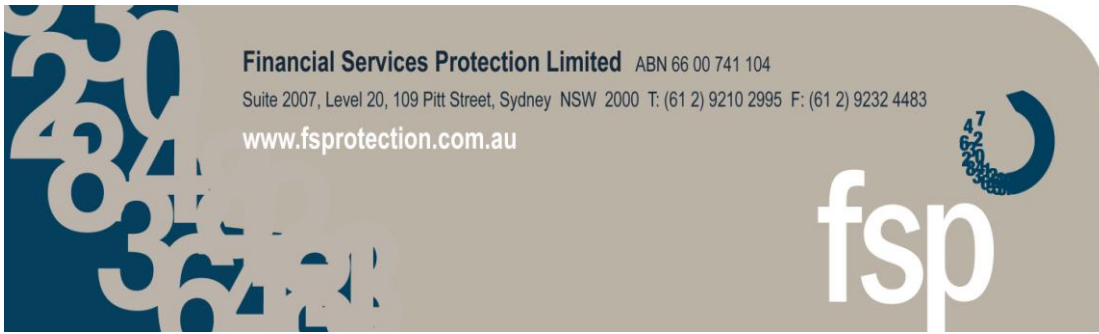 Financial Services Protection Limited ABN 66 00 741 104
Suite 2007, Level 20, 109 Pitt Street, Sydney NSW 2000 T: (61 2) 9210 2995 F: (61 2) 9232 4483
www.fsprotection.com.au
fsp